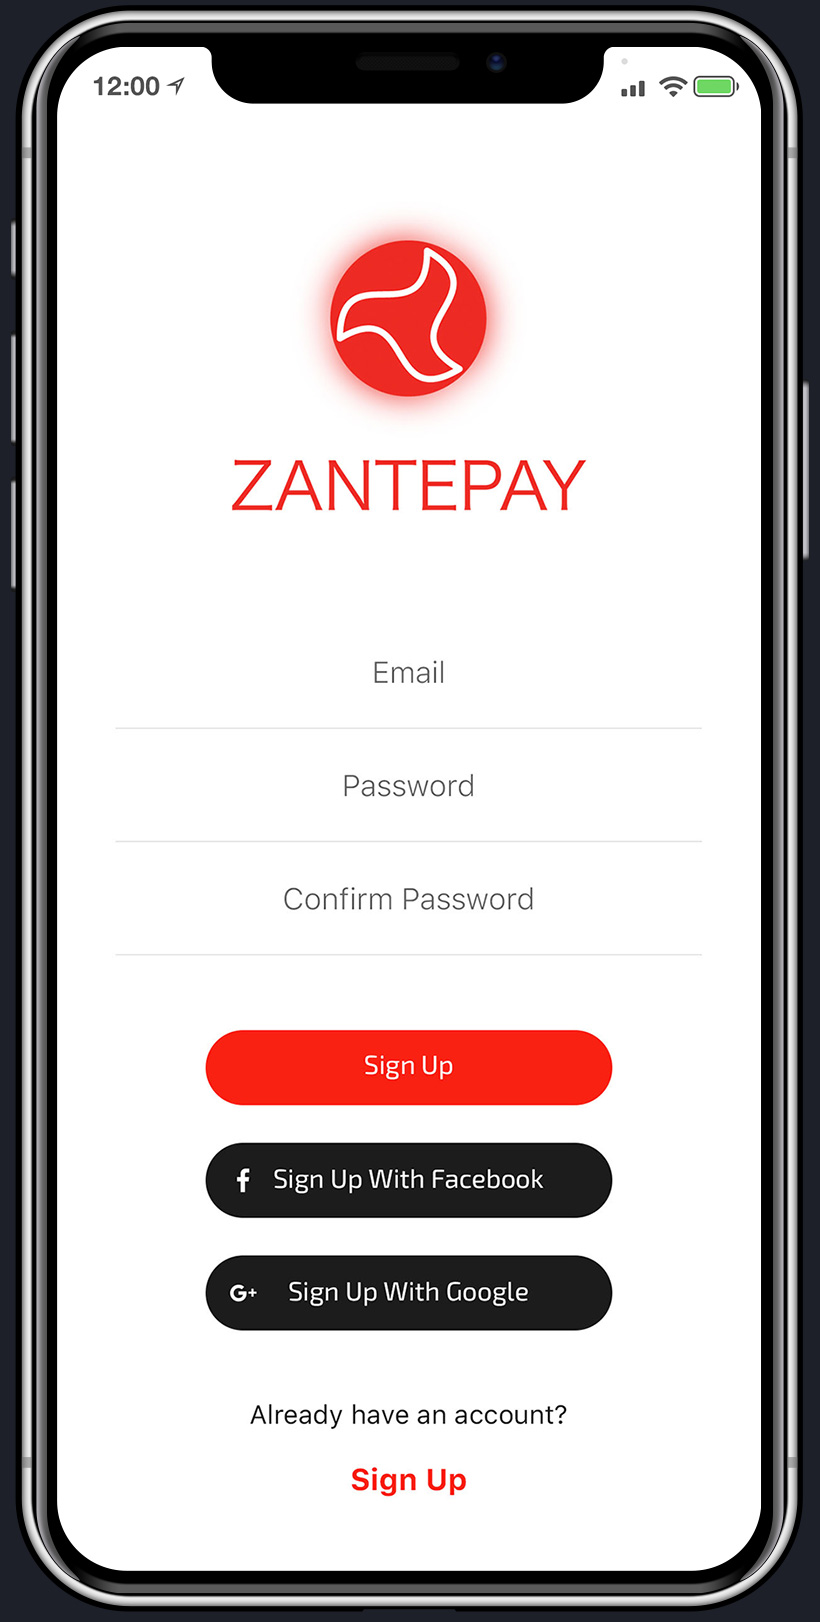 12:00
ZANTEPAY
Email
Password
Confirm Password
Sign Up
f Sign Up With Facebook
G+ Sign Up With Google
Already have an account?
Sign Up